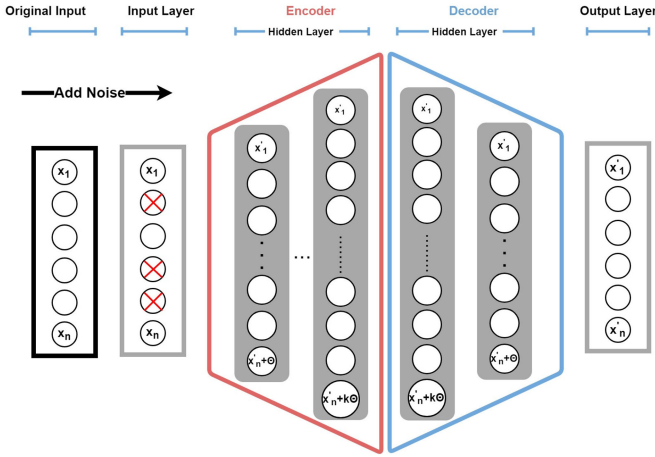 Original Input
Input Layer
Encoder
Decoder
Output Layer
Hidden Layer
Hidden Layer
Add Noise
x1
xn
x1
xn
x'1
x'n+Θ
x'1
x'n+kΘ
x'1
x'n+kΘ
x'1
x'n+Θ
x'1
x'n